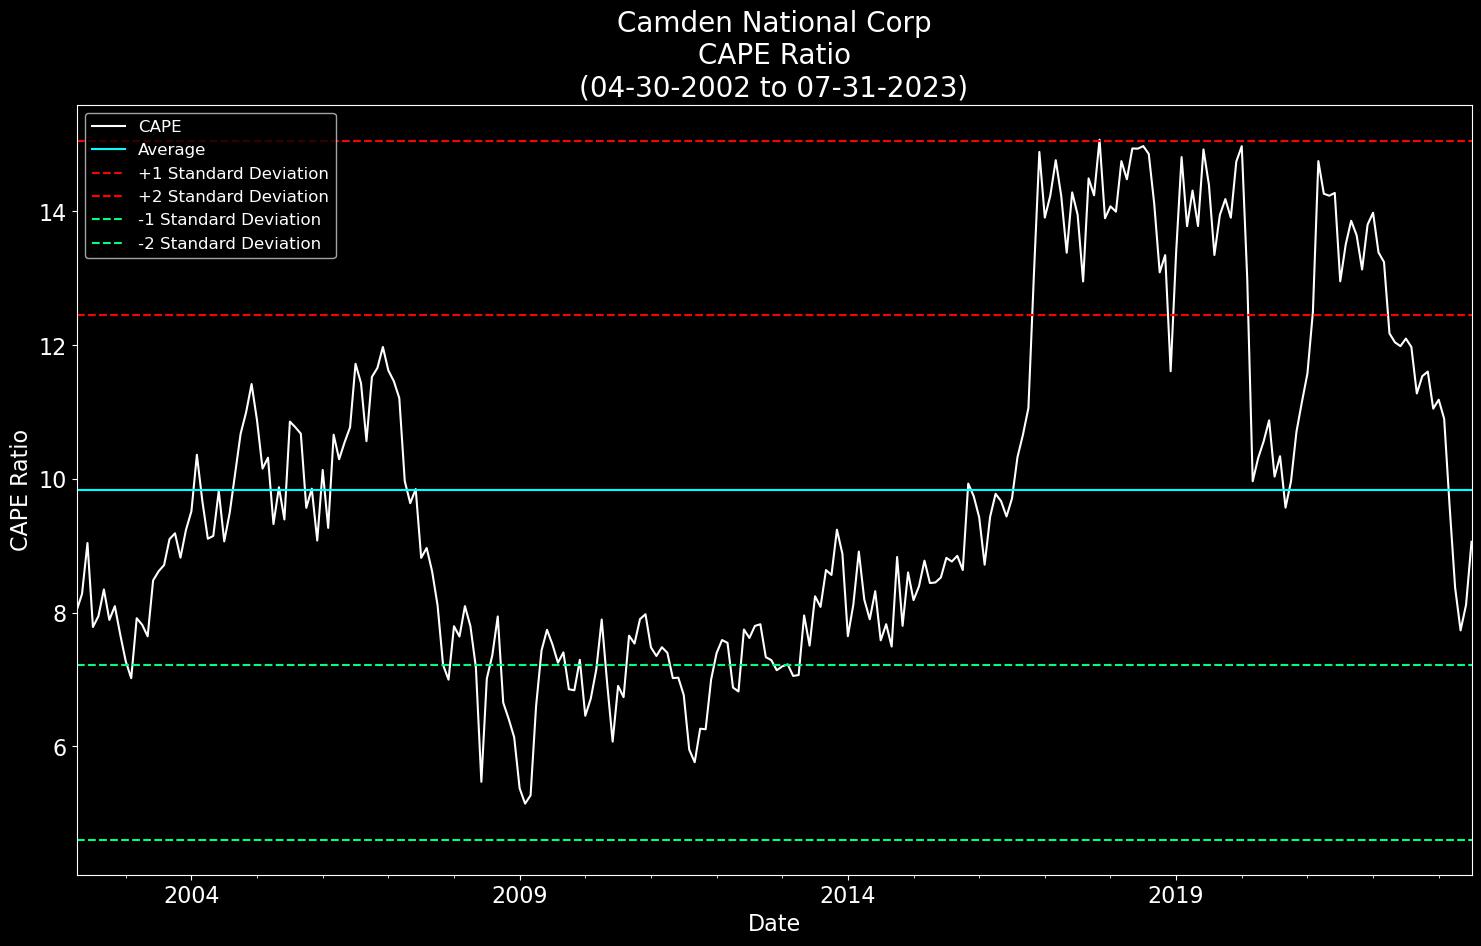 Camden National Corp
CAPE Ratio
(04-30-2002 to 07-31-2023)
CAPE
Average
+1 Standard Deviation
+2 Standard Deviation
-1 Standard Deviation
-2 Standard Deviation
CAPE Ratio
14
12
10
8
6
2004
2009
2014
2019
Date